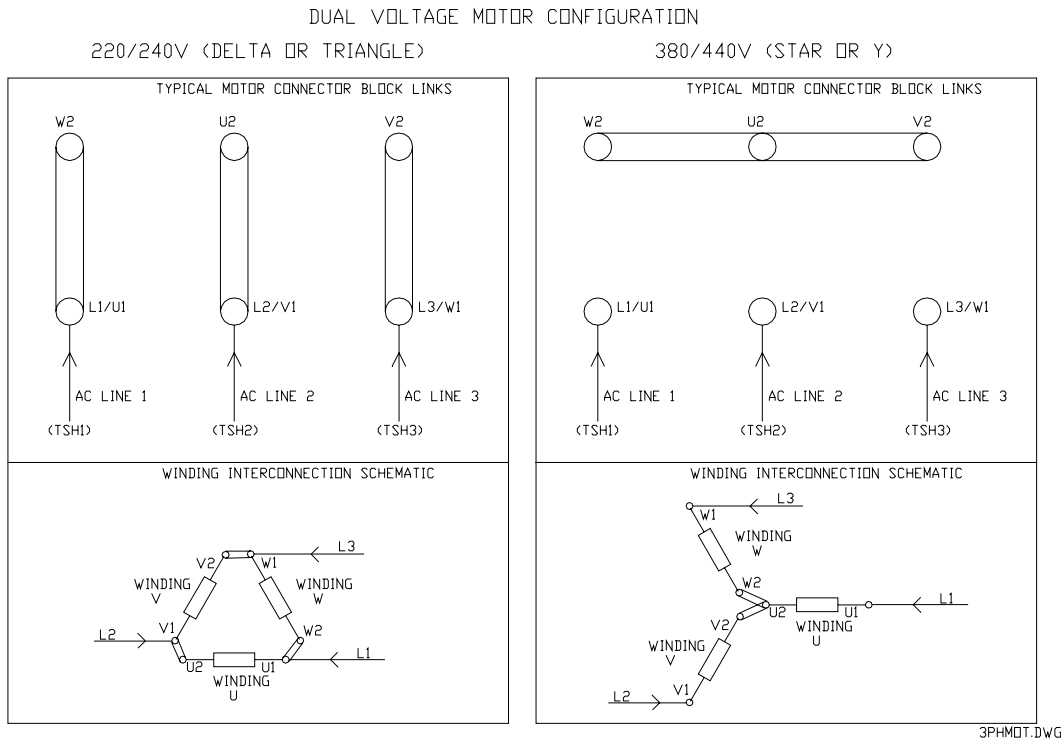 DUAL VOLTAGE MOTOR CONFIGURATION
220/240V (DELTA OR TRIANGLE)
380/440V (STAR OR Y)
TYPICAL MOTOR CONNECTOR BLOCK LINKS
W2
U2
V2
L1/U1
L2/V1
L3/W1
AC LINE 1
AC LINE 2
AC LINE 3
(TSH1)
(TSH2)
(TSH3)
WINDING INTERCONNECTION SCHEMATIC
L3
V2
W1
WINDING
V
WINDING
W
L2
V1
W2
U2
U1
L1
WINDING
U
TYPICAL MOTOR CONNECTOR BLOCK LINKS
W2
U2
V2
L1/U1
L2/V1
L3/W1
AC LINE 1
AC LINE 2
AC LINE 3
(TSH1)
(TSH2)
(TSH3)
WINDING INTERCONNECTION SCHEMATIC
L3
W1
WINDING
W
W2
L1
U2
U1
V2
WINDING
U
WINDING
V
V1
L2
3PHMOT.DWG